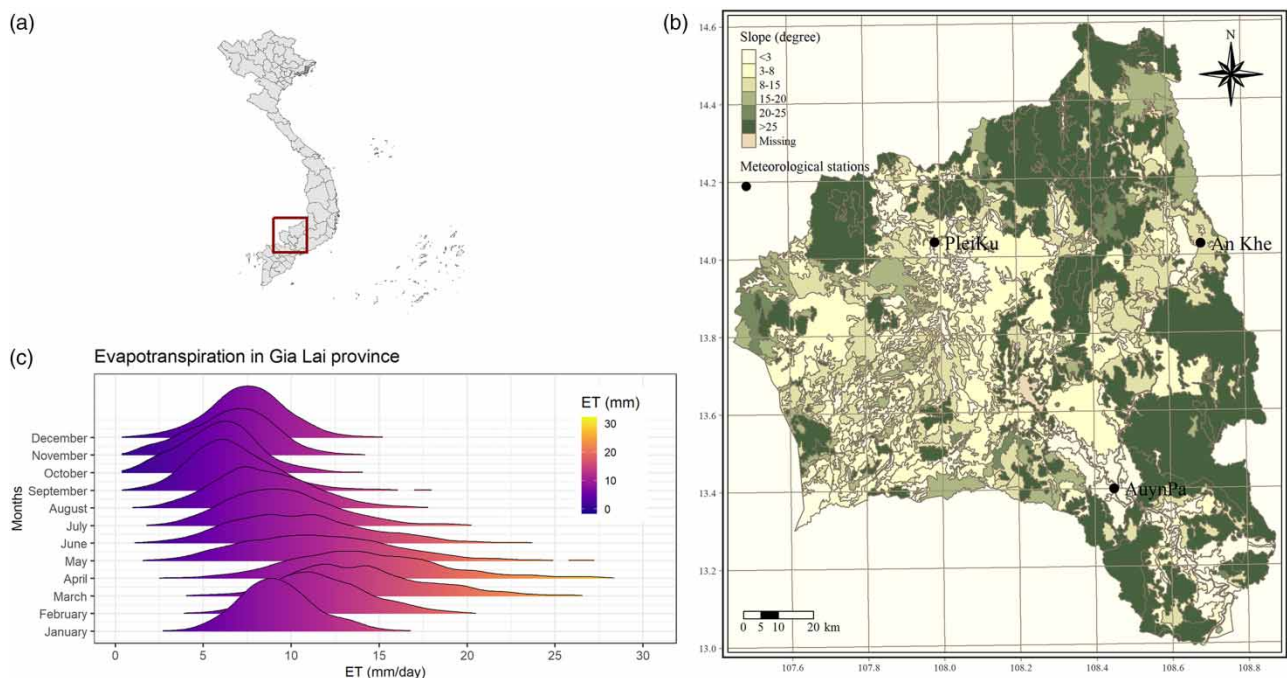 (a)
(b)
14.6
14.4
14.2
14.0
13.8
13.6
13.4
13.2
13.0
107.6
107.8
108.0
108.2
108.4
108.6
108.8
Slope (degree)
<3
3-8
8-15
15-20
20-25
>25
Missing
Meteorological stations
N
PleiKu
An Khe
AuynPa
0 5 10 20 km
(c)
Evapotranspiration in Gia Lai province
Months
December
November
October
September
August
July
June
May
April
March
February
January
ET (mm)
30
20
10
0
0 5 10 15 20 25 30
ET (mm/day)